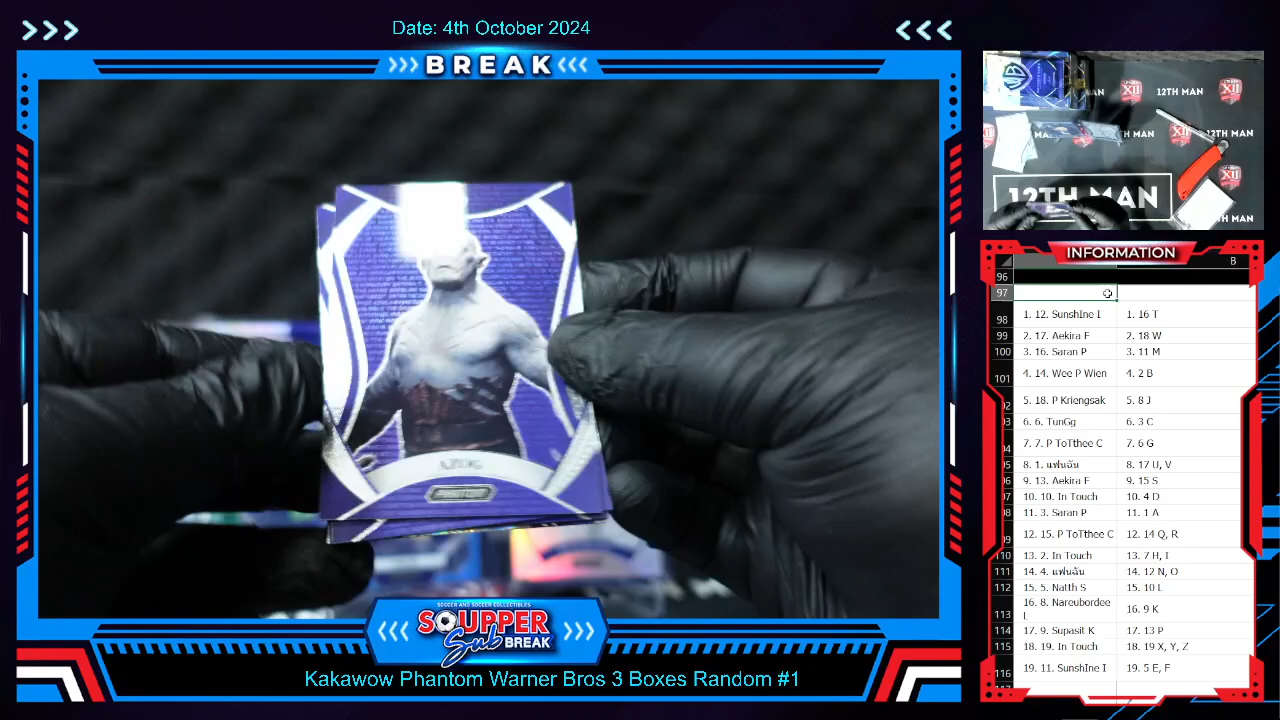 Date: 4th October 2024
>>> BREAK <<<
12TH MAN
12TH MAN
12TH MAN
INFORMATION
B
96
97
98 1. 12. Sunshine I 1. 16 T
99 2. 17. Aekira F 2. 18 W
100 3. 16. Saran P 3. 11 M
101 4. 14. Wee P Wien 4. 2 B
5. 18. P Kriengsak 5. 8 J
6. 6. TunGg 6. 3 C
7. 7. P ToTthee C 7. 6 G
8. 1. แฟนฉัน 8. 17 U, V
9. 13. Aekira F 9. 15 S
10. 10. In Touch 10. 4 D
11. 3. Saran P 11. 1 A
12. 15. P ToTthee C 12. 14 Q, R
110 13. 2. In Touch 13. 7 H, I
111 14. 4. แฟนฉัน 14. 12 N, O
112 15. 5. Natth S 15. 10 L
113 16. 8. Nareubordee L 16. 9 K
114 17. 9. Supasit K 17. 13 P
115 18. 19. In Touch 18. 19 X, Y, Z
116 19. 11. Sunshine I 19. 5 E, F
SOCCER AND SOCCER COLLECTIBLES
SOUPPER
Sub BREAK
Kakawow Phantom Warner Bros 3 Boxes Random #1